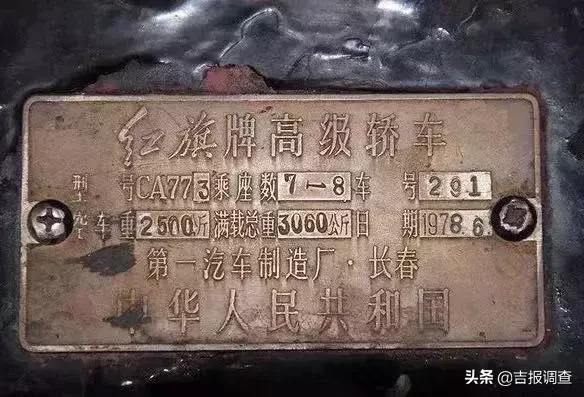 红旗牌高级轿车
型号CA773乘座数7-8车号291
空车重2500斤满载总重3060公斤日期1978.6
第一汽车制造厂·长春
中华人民共和国
头条@吉报调查